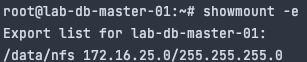 root@lab-db-master-01:~# showmount -e
Export list for lab-db-master-01:
/data/nfs 172.16.25.0/255.255.255.0